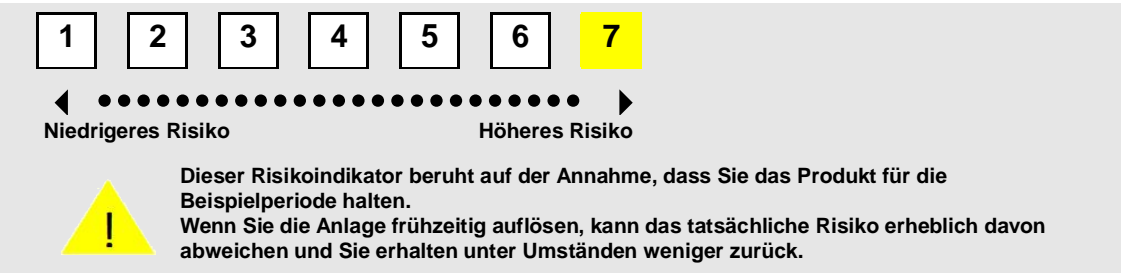 1 2 3 4 5 6 7
Niedrigeres Risiko Höheres Risiko
Dieser Risikoindikator beruht auf der Annahme, dass Sie das Produkt für die
Beispielperiode halten.
Wenn Sie die Anlage frühzeitig auflösen, kann das tatsächliche Risiko erheblich davon
abweichen und Sie erhalten unter Umständen weniger zurück.
!